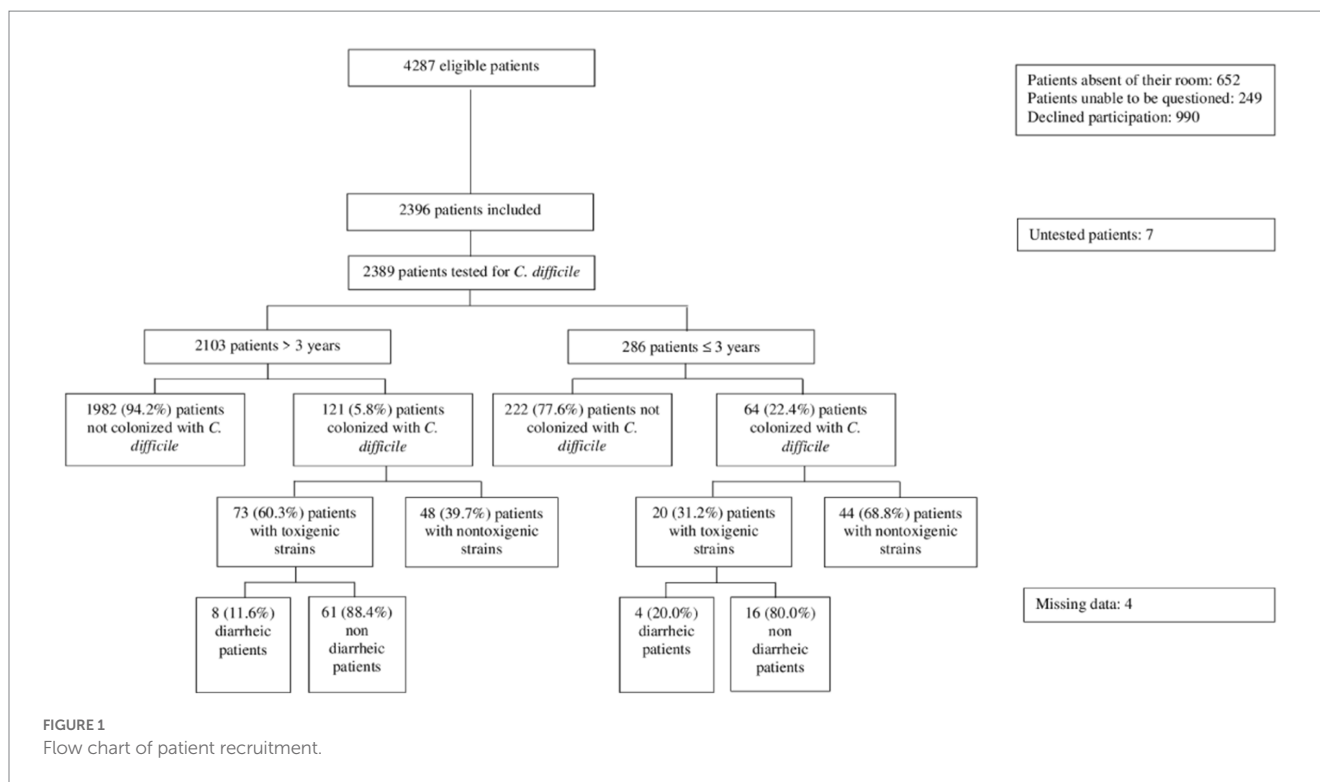 4287 eligible patients
Patients absent of their room: 652
Patients unable to be questioned: 249
Declined participation: 990
2396 patients included
Untested patients: 7
2389 patients tested for C. difficile
2103 patients > 3 years
286 patients ≤ 3 years
1982 (94.2%) patients
not colonized with C.
difficile
121 (5.8%) patients
colonized with C.
difficile
222 (77.6%) patients not
colonized with C.
difficile
64 (22.4%) patients
colonized with C.
difficile
73 (60.3%) patients
with toxigenic
strains
48 (39.7%) patients
with nontoxigenic
strains
20 (31.2%) patients
with toxigenic
strains
44 (68.8%) patients
with nontoxigenic
strains
8 (11.6%)
diarrheic
patients
61 (88.4%)
non
diarrheic
patients
4 (20.0%)
diarrheic
patients
16 (80.0%)
non
diarrheic
patients
Missing data: 4
FIGURE 1
Flow chart of patient recruitment.